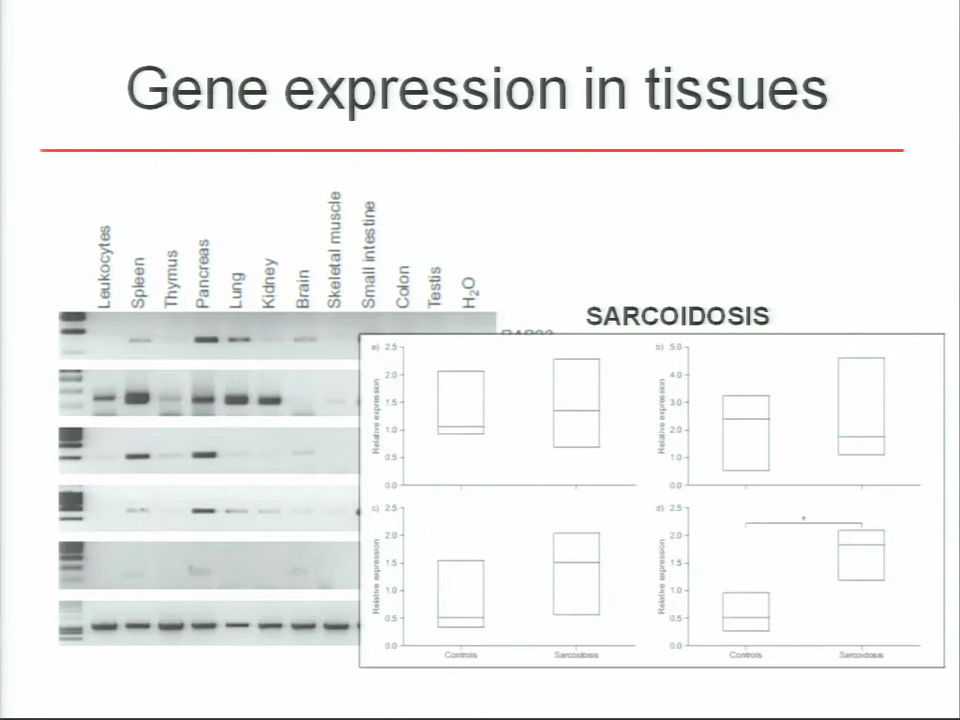 Gene expression in tissues
Leukocytes
Spleen
Thymus
Pancreas
Lung
Kidney
Brain
Skeletal muscle
Small intestine
Colon
Testis
H₂O
SARCOIDOSIS
a) 2.5
2.0
1.5
1.0
0.5
0.0
Relative expression
b) 5.0
4.0
3.0
2.0
1.0
0.0
Relative expression
c) 2.5
2.0
1.5
1.0
0.5
0.0
Relative expression
Controls Sarcoidosis
d) 2.5
2.0
1.5
1.0
0.5
0.0
Relative expression
*
Controls Sarcoidosis